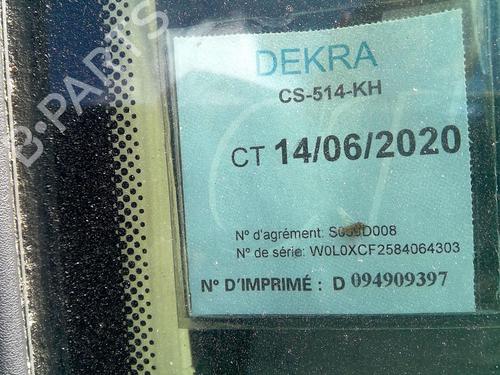 B-PARTS
DEKRA
CS-514-KH
CT 14/06/2020
N° d'agrément:
N° de série: W0L0XCF2584064303
N° D'IMPRIMÉ : D 094909397